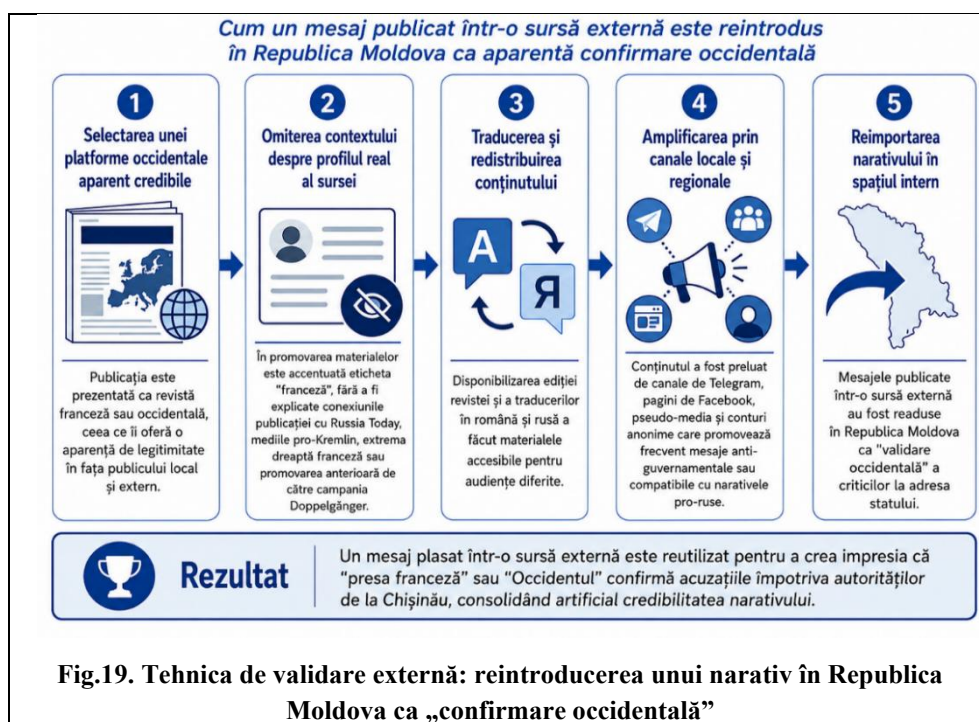 Cum un mesaj publicat într-o sursă externă este reintrodus
în Republica Moldova ca aparentă confirmare occidentală
1
Selectarea unei
platforme occidentale
aparent credibile
Publicația este
prezentată ca revistă
franceză sau occidentală,
ceea ce îi oferă o
aparență de legitimitate
în fața publicului local
și extern.
2
Omiterea contextului
despre profilul real
al sursei
În promovarea materialelor
este accentuată eticheta
"franceză", fără a fi
explicate conexiunile
publicației cu Russia Today,
mediile pro-Kremlin, extrema
dreaptă franceză sau
promovarea anterioară de
către campania
Doppelgänger.
3
Traducerea și
redistribuirea
conținutului
A
Я
Disponibilizarea ediției
revistei și a traducerilor
în română și rusă a
făcut materialele
accesibile pentru
audiențe diferite.
4
Amplificarea prin
canale locale și
regionale
Conținutul a fost preluat
de canale de Telegram,
pagini de Facebook,
pseudo-media și conturi
anonime care promovează
frecvent mesaje anti-
guvernamentale sau
compatibile cu narativele
pro-ruse.
5
Reimportarea
narativului în
spațiul intern
Mesajele publicate
într-o sursă externă
au fost readuse
în Republica Moldova
ca "validare
occidentală" a
criticilor la adresa
statului.
Rezultat
Un mesaj plasat într-o sursă externă este reutilizat pentru a crea impresia că
"presa franceză" sau "Occidentul" confirmă acuzațiile împotriva autorităților
de la Chișinău, consolidând artificial credibilitatea narativului.
Fig.19. Tehnica de validare externă: reintroducerea unui narativ în Republica
Moldova ca „confirmare occidentală”